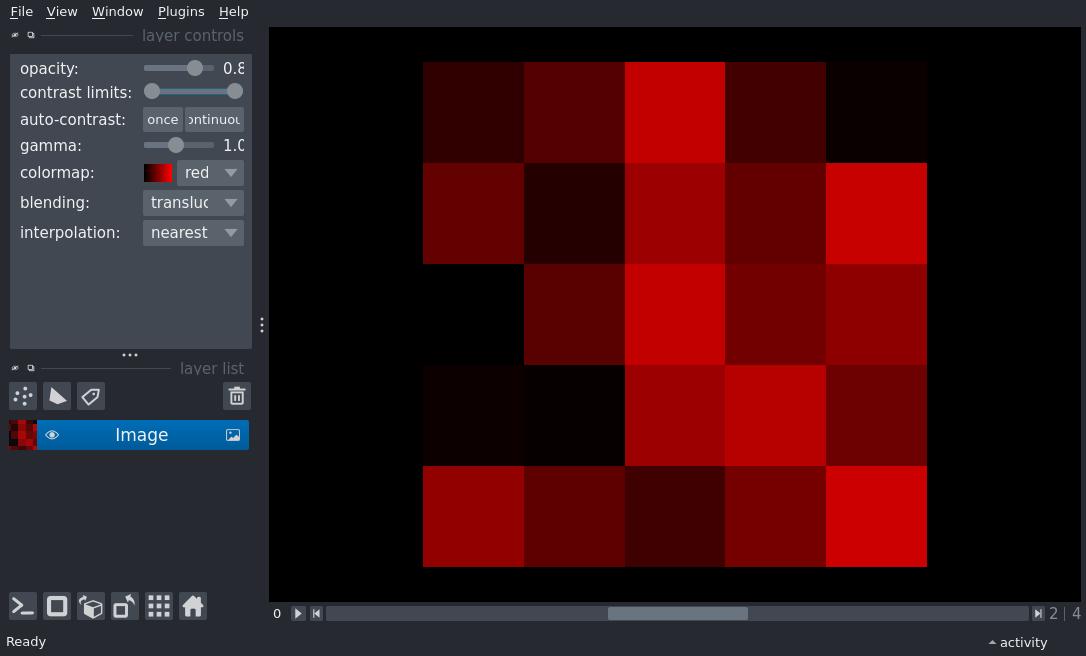 File View Window Plugins Help
layer controls
opacity: 0.8
contrast limits:
auto-contrast: once ontinuou
gamma: 1.0
colormap: red
blending: transluc
interpolation: nearest
layer list
Image
0 2 | 4
Ready activity